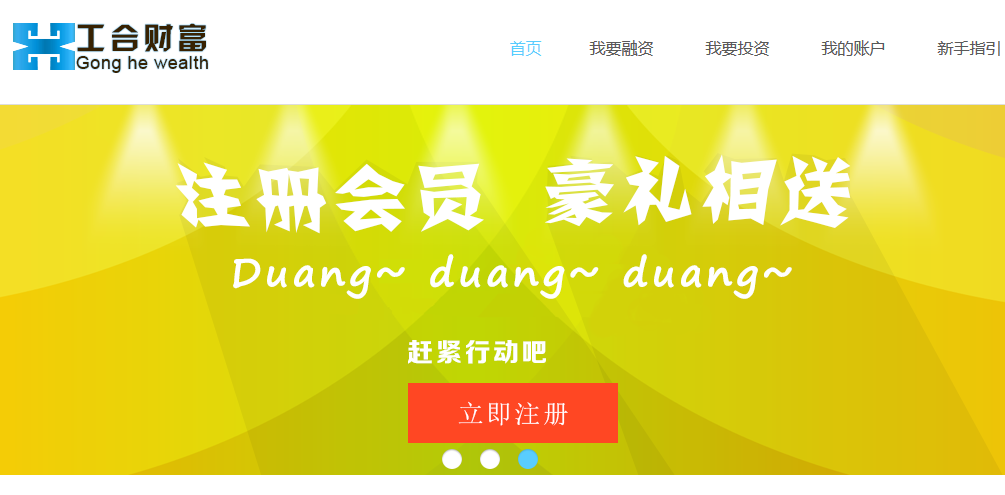 工合财富
Gong he wealth
首页 我要融资 我要投资 我的账户 新手指引
注册会员 豪礼相送
Duang~ duang~ duang~
赶紧行动吧
立即注册